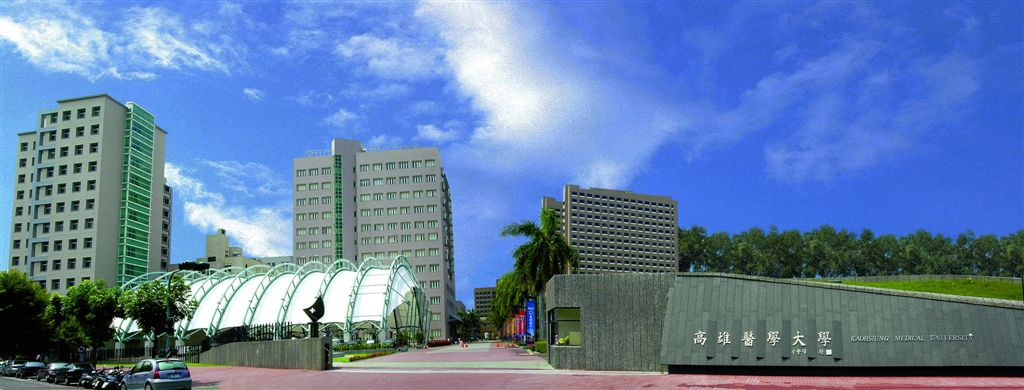 高雄醫學大學
KAOHSIUNG MEDICAL UNIVERSITY